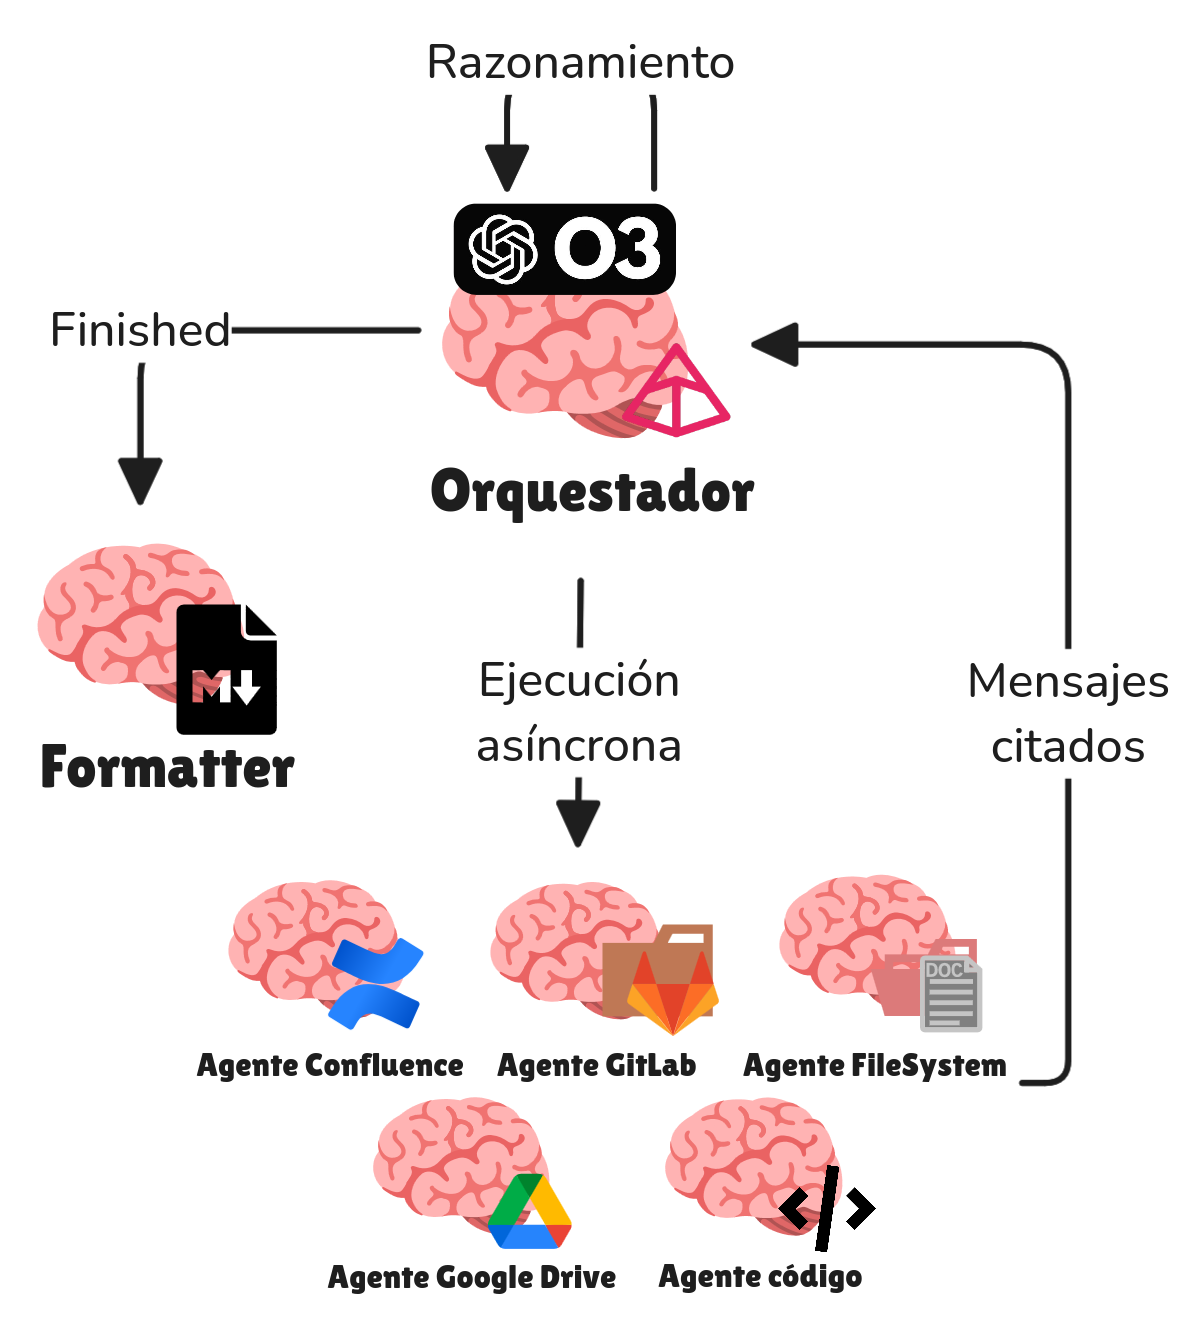 Razonamiento
O3
Finished
Orquestador
Ejecución
asíncrona
Mensajes
citados
M
Formatter
DOC
Agente Confluence
Agente GitLab
Agente FileSystem
Agente Google Drive
</>
Agente código